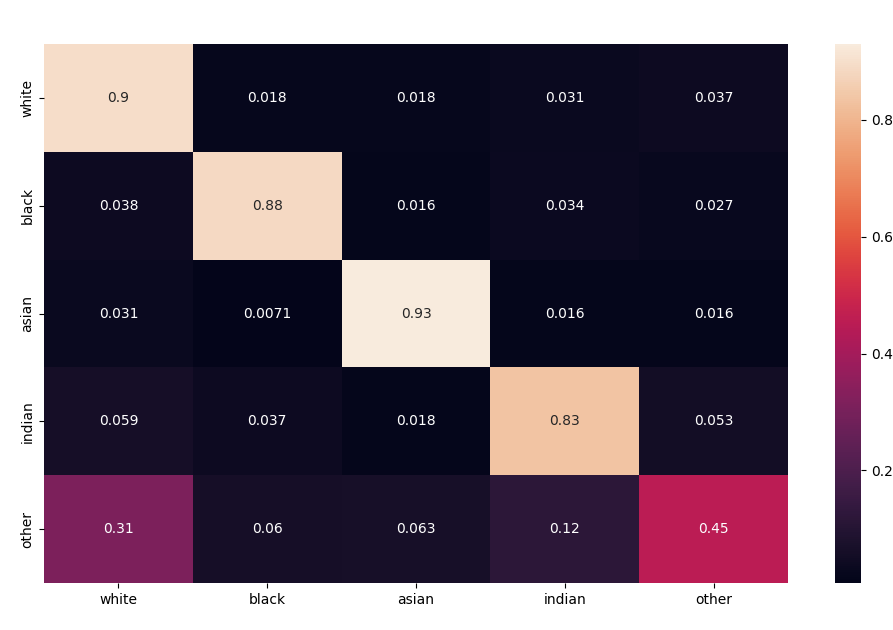 white 0.9 0.018 0.018 0.031 0.037
black 0.038 0.88 0.016 0.034 0.027
asian 0.031 0.0071 0.93 0.016 0.016
indian 0.059 0.037 0.018 0.83 0.053
other 0.31 0.06 0.063 0.12 0.45
white black asian indian other
0.8
0.6
0.4
0.2